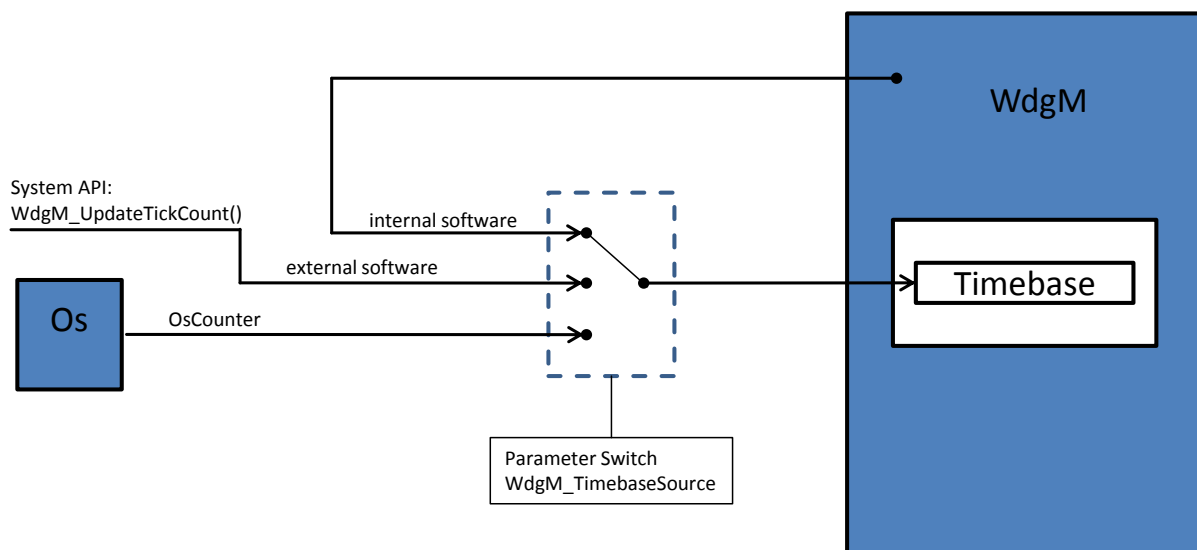 WdgM
System API:
WdgM_UpdateTickCount()
internal software
external software
Timebase
Os
OsCounter
Parameter Switch
WdgM_TimebaseSource